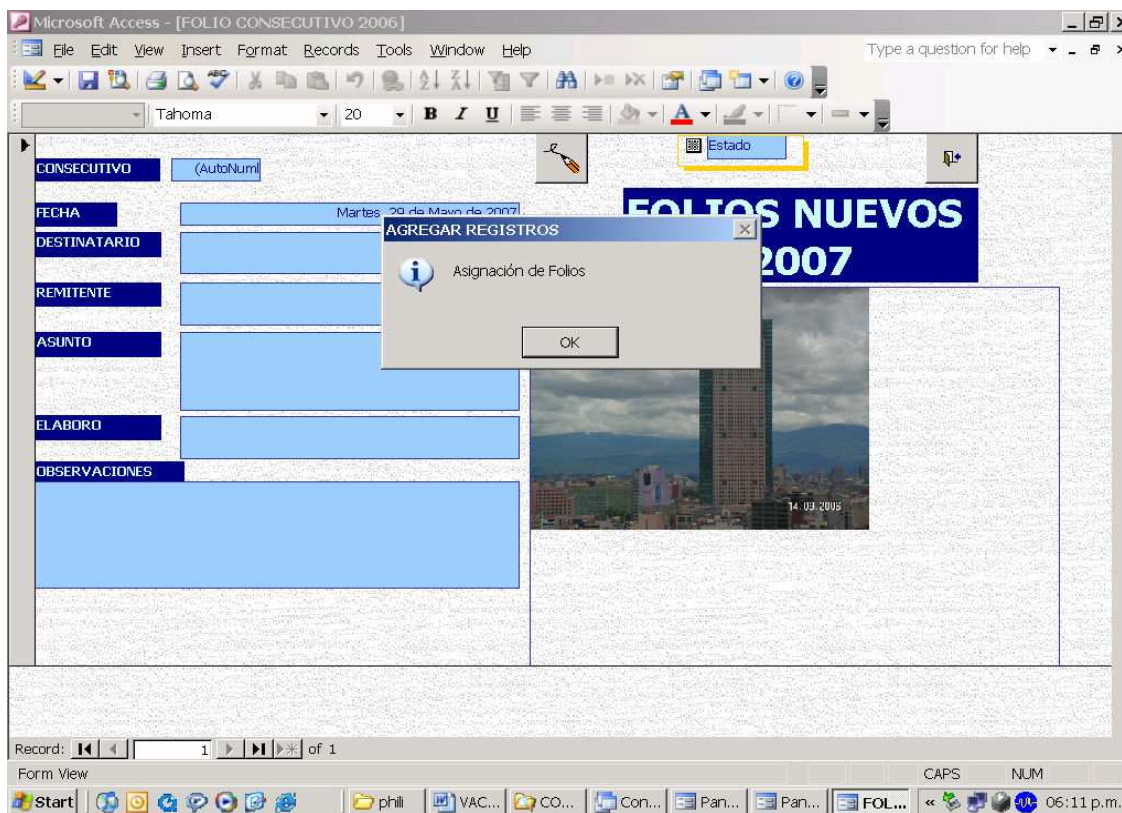 Microsoft Access - [FOLIO CONSECUTIVO 2006]
File Edit View Insert Format Records Tools Window Help
Type a question for help
Tahoma 20 B I U A
CONSECUTIVO (AutoNum
Estado
FECHA Martes, 29 de Mayo de 2007
FOLIOS NUEVOS
2007
DESTINATARIO
AGREGAR REGISTROS
Asignación de Folios
OK
REMITENTE
ASUNTO
ELABORO
OBSERVACIONES
14.09.2006
Record: 1 of 1
Form View CAPS NUM
Start phili VAC... CO... Con... Pan... Pan... FOL... « 06:11 p.m.